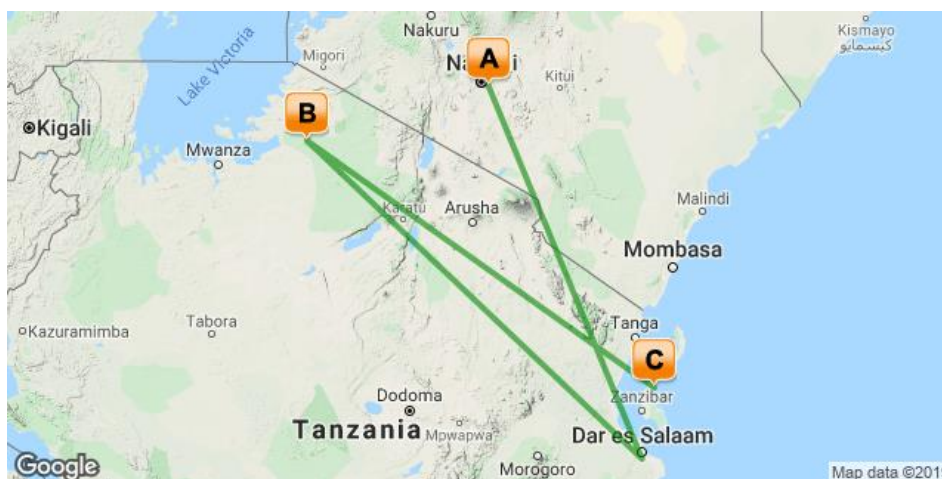 Nakuru
Kismayo
كيسمايو
Lake Victoria
Migori
A
Na i
Kitui
B
Kigali
Mwanza
Malindi
Karatu
Arusha
Mombasa
Kazuramimba
Tabora
Tanga
C
Zanzibar
Dodoma
Tanzania
Mpwapwa
Dar es Salaam
Morogoro
Google
Map data ©2019